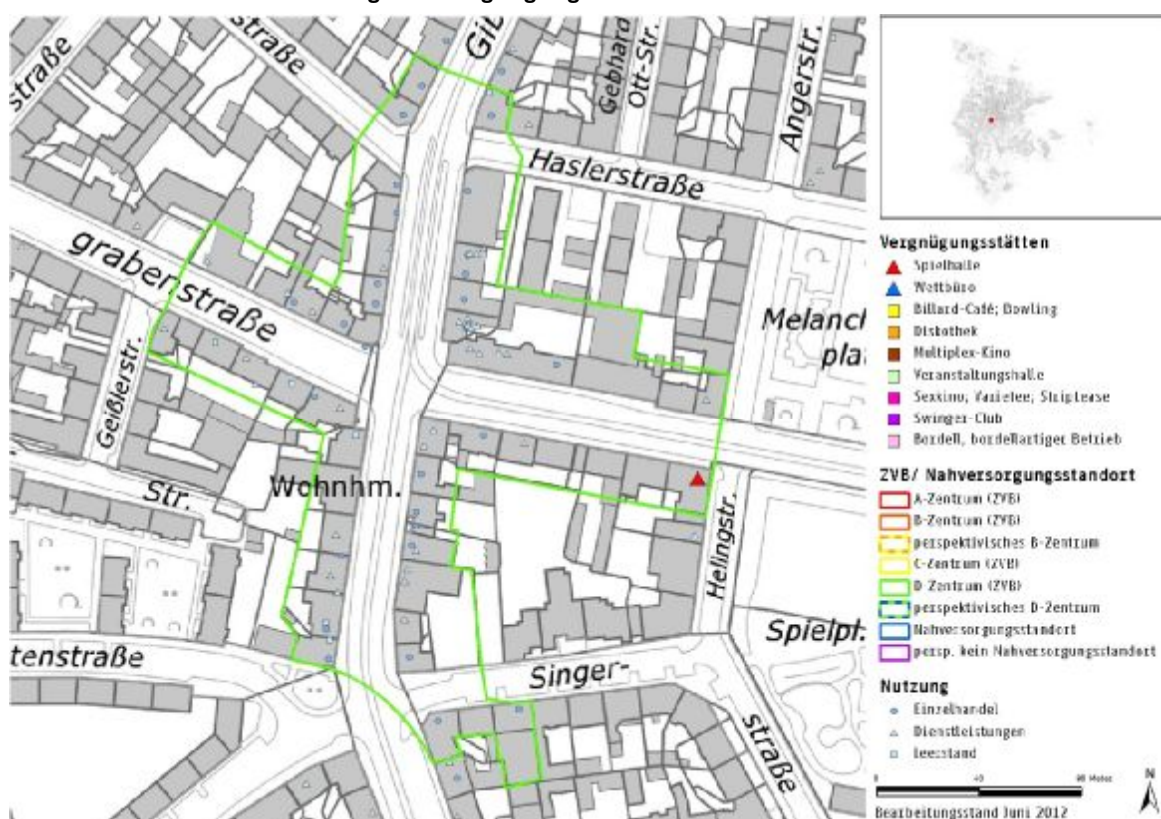 straße
straße
Gib
Gebhard
Ott-Str.
Angerstr.
Haslerstraße
grabenstraße
Geißlerstr.
Melanch
plat
Str.
Wohnhm.
Helingstr.
tenstraße
Singer-
straße
Spielpl.
Vergnügungsstätten
Spielhalle
Wettbüro
Billard-Café; Bowling
Diskothek
Multiplex-Kino
Veranstaltungshalle
Sexkino, Varietee, Striptease
Swinger-Club
Bordell, bordellartiger Betrieb
ZVB/ Nahversorgungsstandort
A-Zentrum (ZVB)
B-Zentrum (ZVB)
perspektivisches B-Zentrum
C-Zentrum (ZVB)
D-Zentrum (ZVB)
perspektivisches D-Zentrum
Nahversorgungsstandort
persp. kein Nahversorgungsstandort
Nutzung
Einzelhandel
Dienstleistungen
Leerstand
0 40 80 Meter
N
Bearbeitungsstand Juni 2012